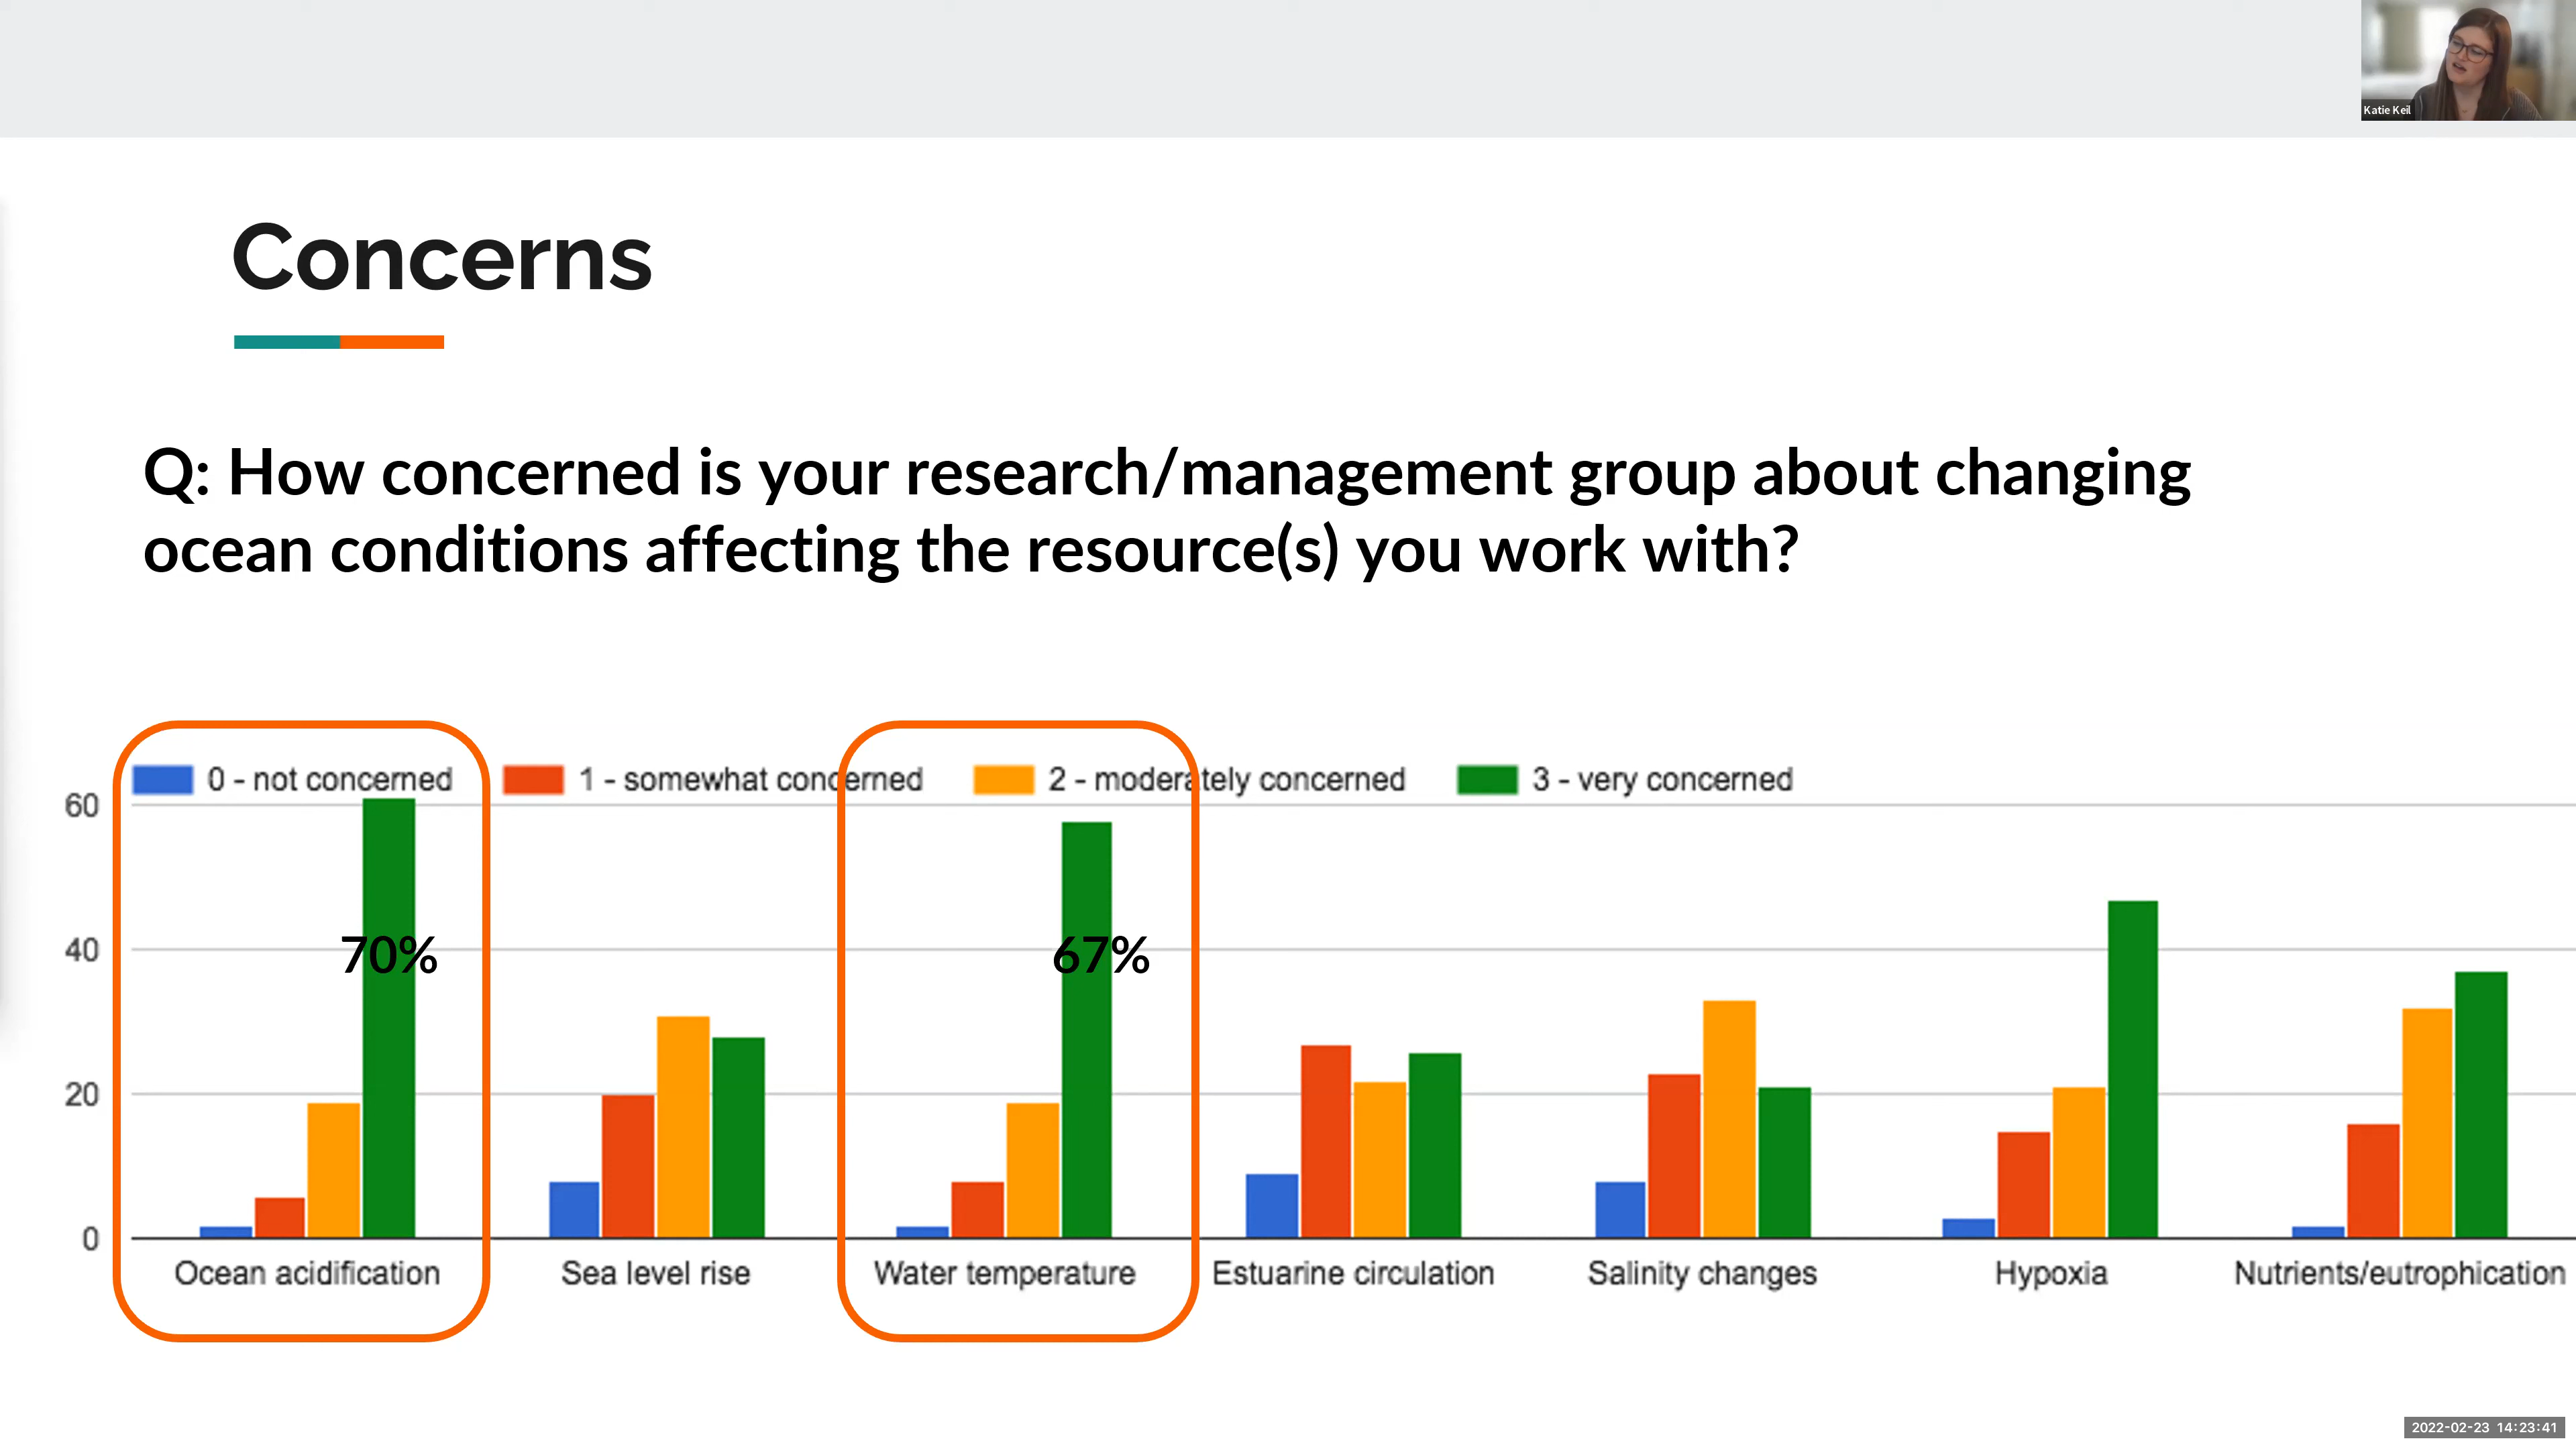 Katie Keil
Concerns
Q: How concerned is your research/management group about changing
ocean conditions affecting the resource(s) you work with?
0 - not concerned 1 - somewhat concerned 2 - moderately concerned 3 - very concerned
60
40
20
0
70%
67%
Ocean acidification Sea level rise Water temperature Estuarine circulation Salinity changes Hypoxia Nutrients/eutrophication
2022-02-23 14:23:41